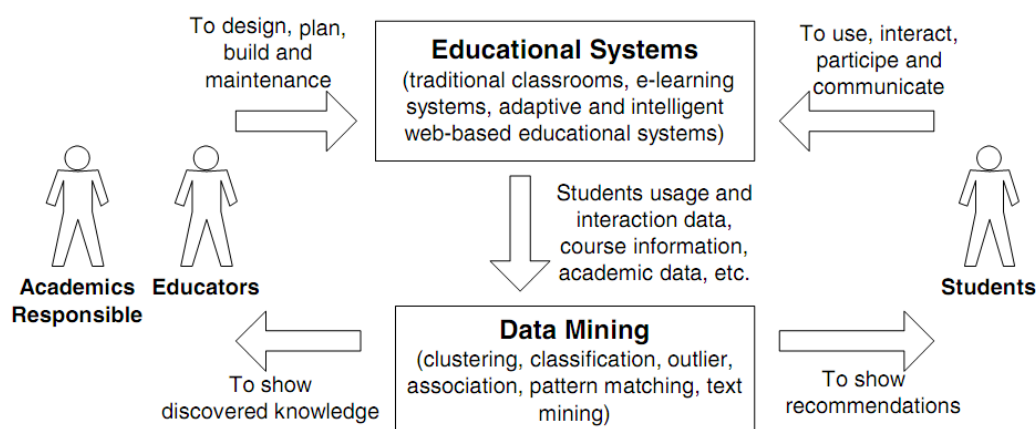 To design, plan,
build and
maintenance
Educational Systems
(traditional classrooms, e-learning
systems, adaptive and intelligent
web-based educational systems)
To use, interact,
participe and
communicate
Students usage and
interaction data,
course information,
academic data, etc.
Academics
Responsible
Educators
Students
Data Mining
(clustering, classification, outlier,
association, pattern matching, text
mining)
To show
discovered knowledge
To show
recommendations